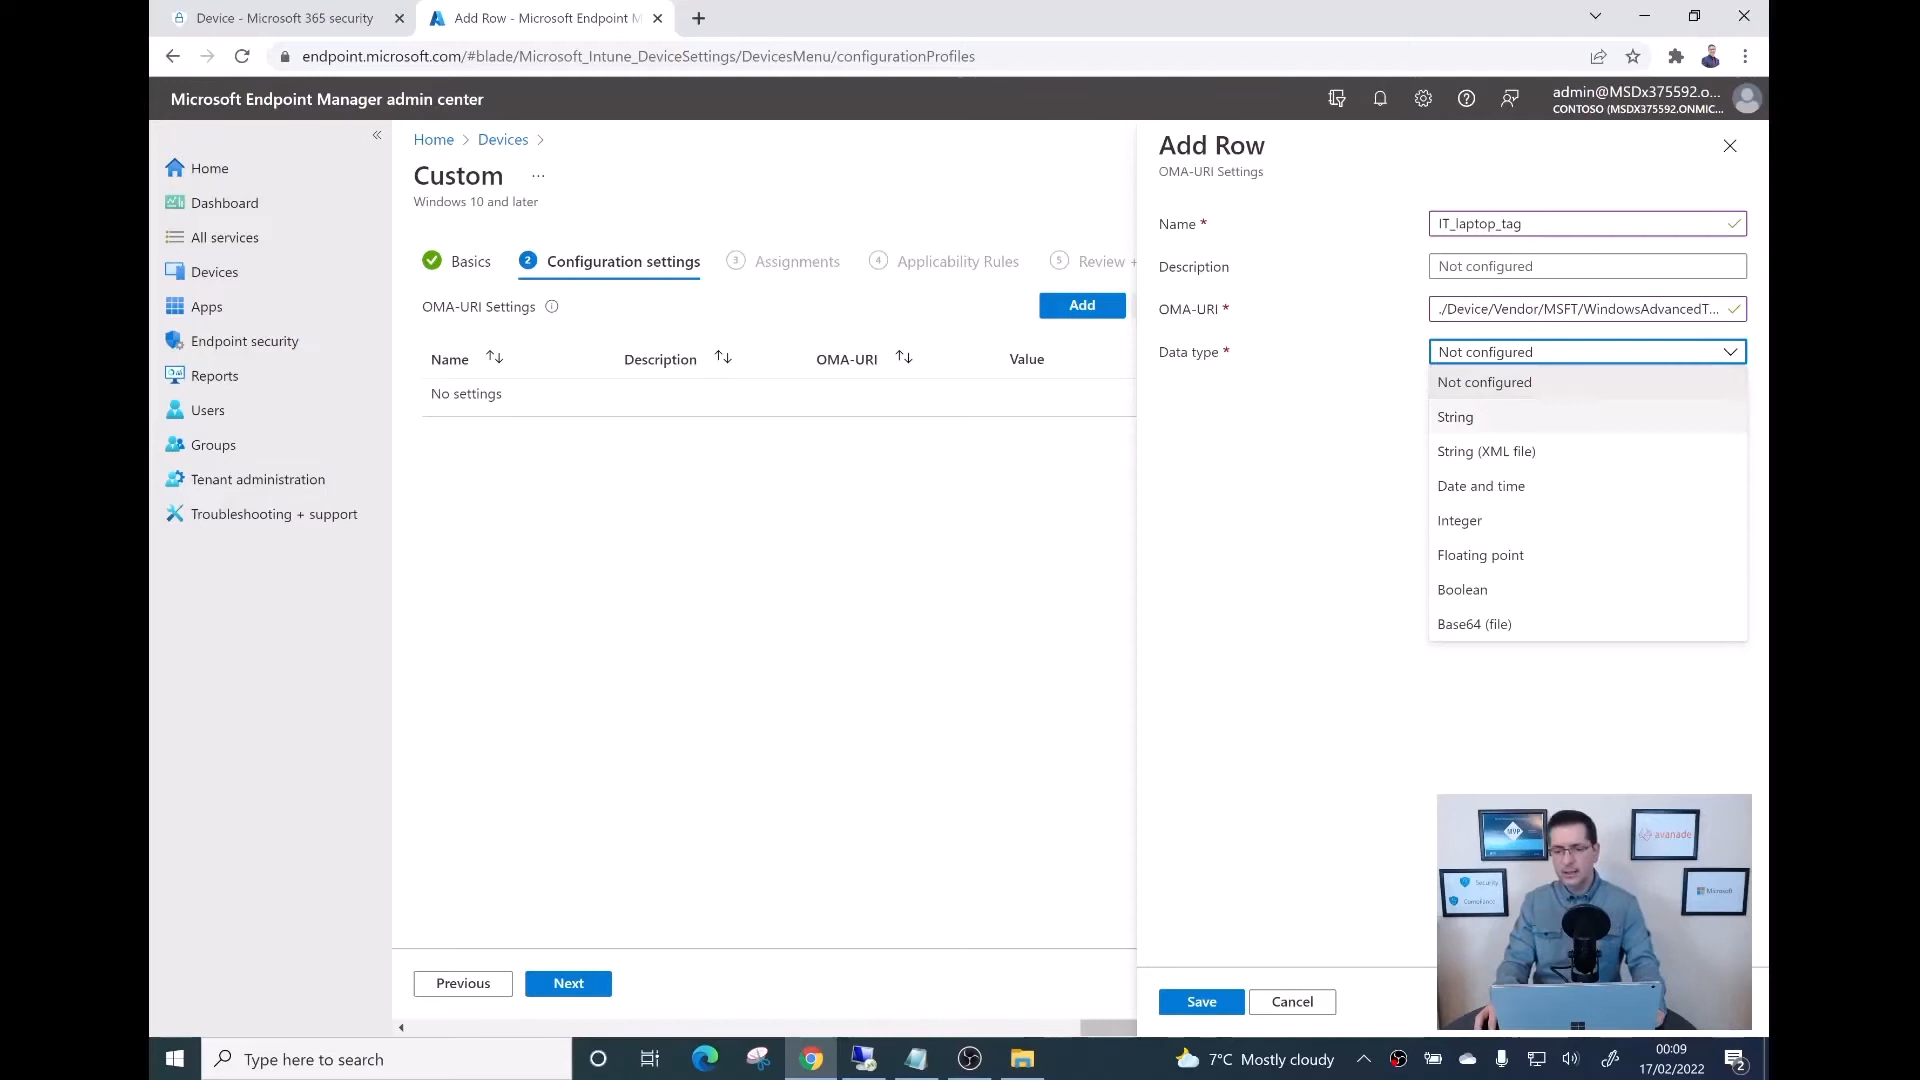 Device - Microsoft 365 security
Add Row - Microsoft Endpoint M
endpoint.microsoft.com/#blade/Microsoft_Intune_DeviceSettings/DevicesMenu/configurationProfiles
Microsoft Endpoint Manager admin center
admin@MSDx375592.o...
CONTOSO (MSDX375592.ONMIC...
Home
Dashboard
All services
Devices
Apps
Endpoint security
Reports
Users
Groups
Tenant administration
Troubleshooting + support
Home > Devices >
Custom ...
Windows 10 and later
Basics
2 Configuration settings
3 Assignments
4 Applicability Rules
5 Review +
OMA-URI Settings
Add
Name
Description
OMA-URI
Value
No settings
Previous
Next
Add Row
OMA-URI Settings
Name *
IT_laptop_tag
Description
Not configured
OMA-URI *
./Device/Vendor/MSFT/WindowsAdvancedT...
Data type *
Not configured
Not configured
String
String (XML file)
Date and time
Integer
Floating point
Boolean
Base64 (file)
Save
Cancel
MVP
avanade
Security
Compliance
Microsoft
Type here to search
7°C Mostly cloudy
00:09
17/02/2022
2